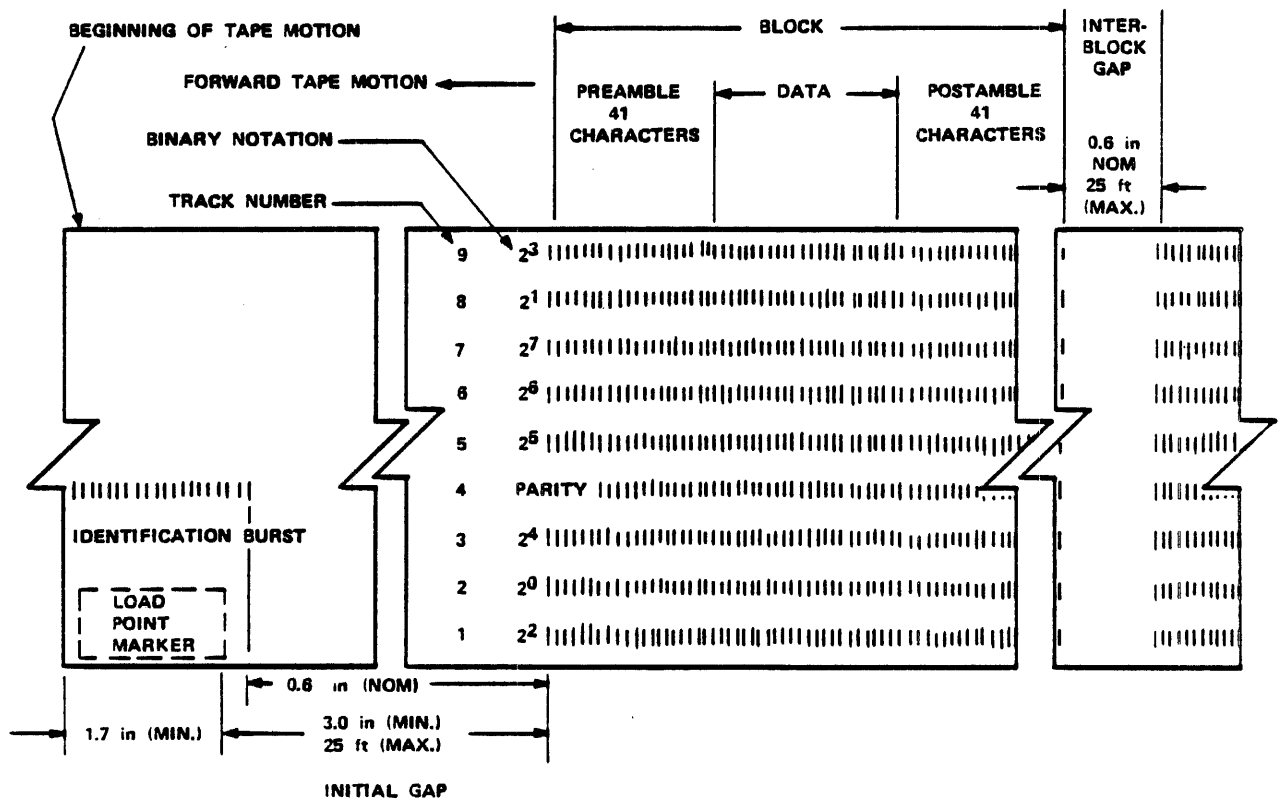 BEGINNING OF TAPE MOTION
BLOCK
INTER-
BLOCK
GAP
FORWARD TAPE MOTION
PREAMBLE
41
CHARACTERS
DATA
POSTAMBLE
41
CHARACTERS
BINARY NOTATION
0.6 in
NOM
25 ft
(MAX.)
TRACK NUMBER
9 2³
8 2¹
7 2⁷
6 2⁶
5 2⁵
4 PARITY
3 2⁴
2 2⁰
1 2²
IDENTIFICATION BURST
LOAD
POINT
MARKER
0.6 in (NOM)
1.7 in (MIN.)
3.0 in (MIN.)
25 ft (MAX.)
INITIAL GAP